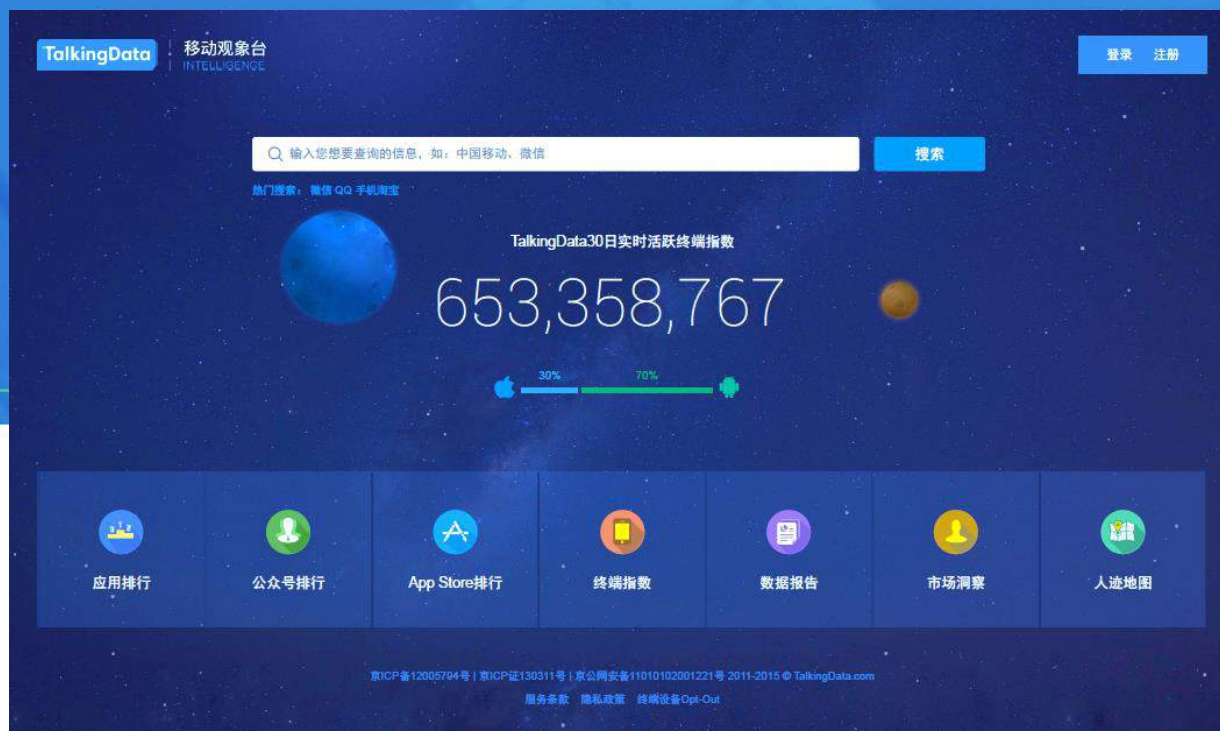 TalkingData
移动观象台
INTELLIGENCE
登录 注册
输入您想要查询的信息，如：中国移动、微信
搜索
热门搜索： 微信 QQ 手机淘宝
TalkingData30日实时活跃终端指数
653,358,767
30% 70%
应用排行
公众号排行
App Store排行
终端指数
数据报告
市场洞察
人迹地图
京ICP备12005794号 | 京ICP证130311号 | 京公网安备11010102001221号 2011-2015 © TalkingData.com
服务条款 隐私政策 终端设备Opt-Out